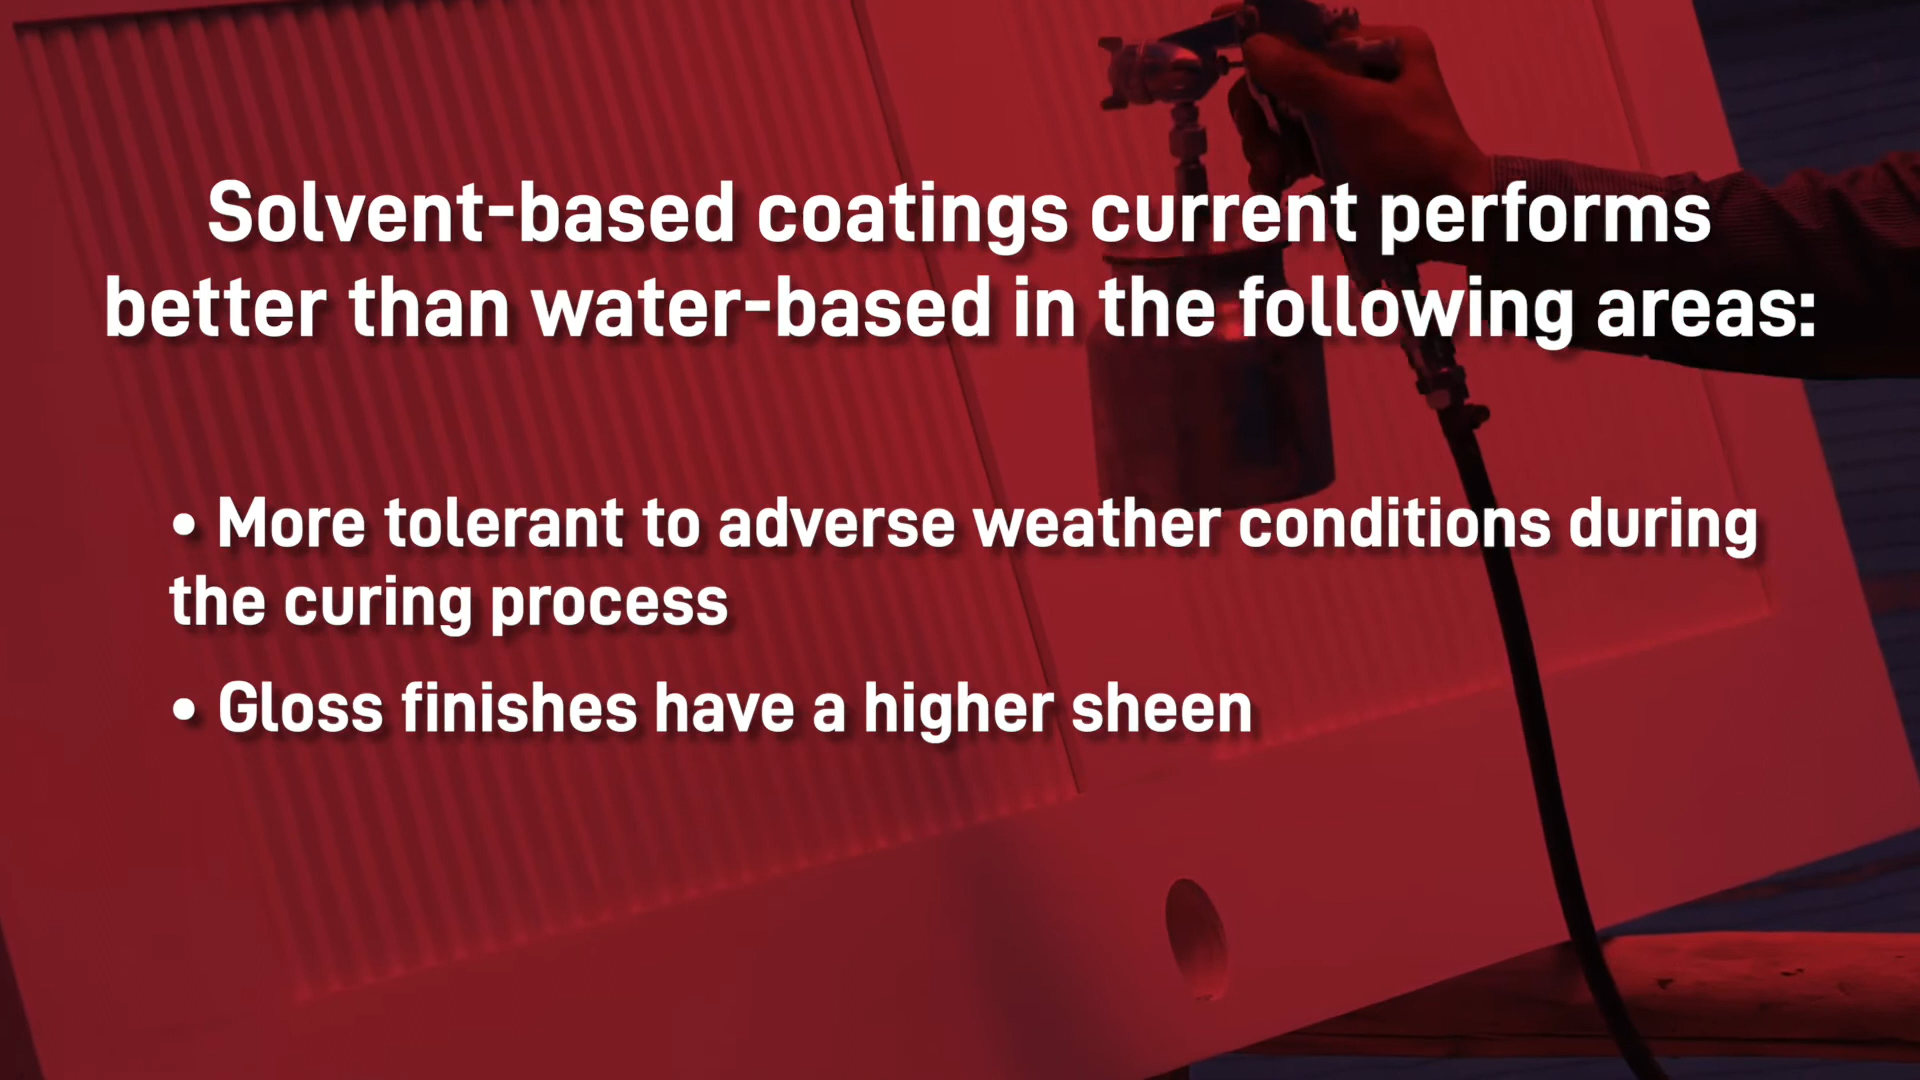 Solvent-based coatings current performs
better than water-based in the following areas:
• More tolerant to adverse weather conditions during
the curing process
• Gloss finishes have a higher sheen